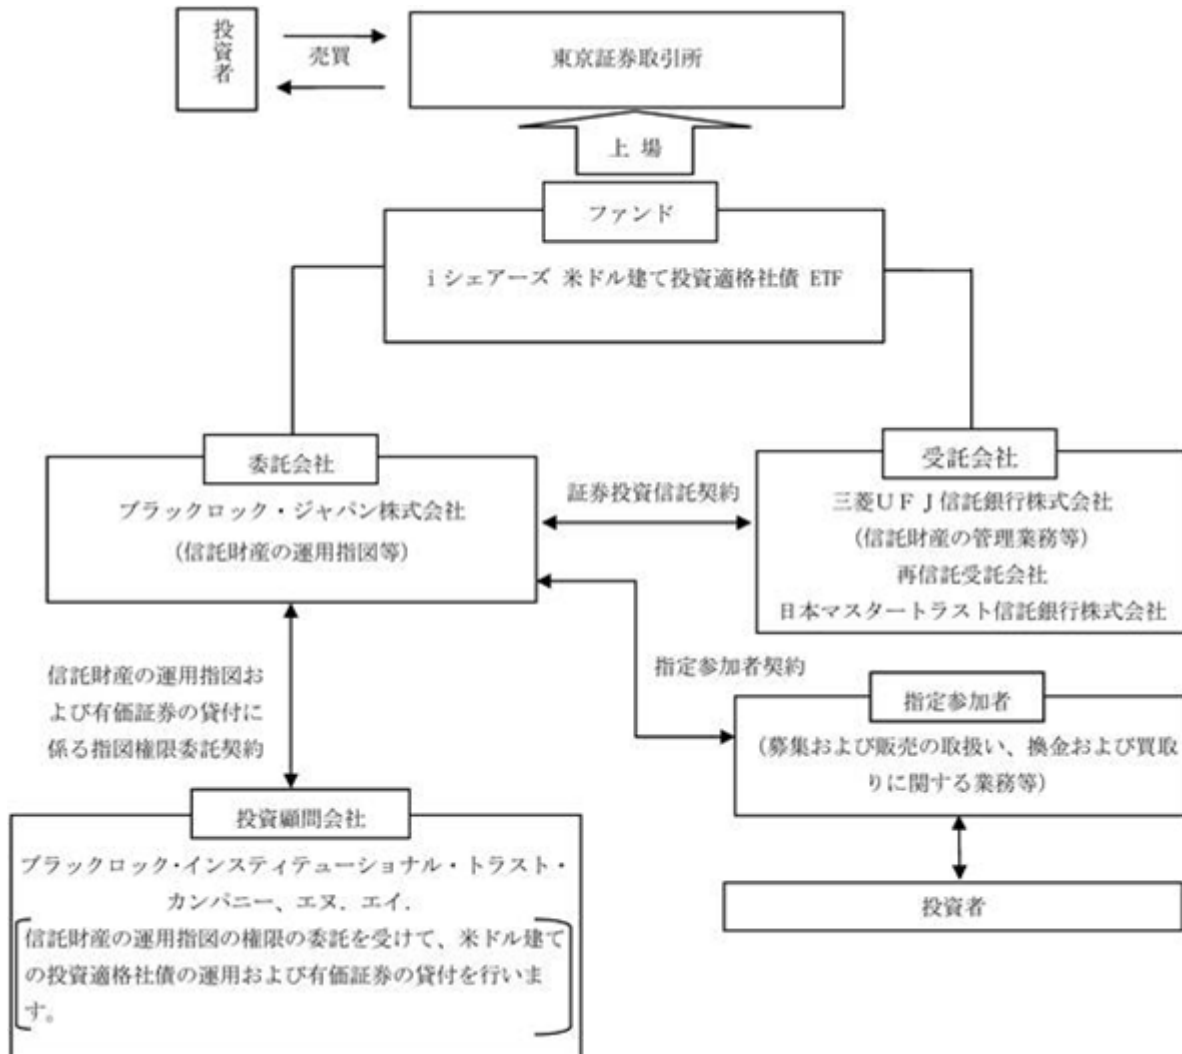 投資者
売買
東京証券取引所
上 場
ファンド
iシェアーズ 米ドル建て投資適格社債 ETF
委託会社
ブラックロック・ジャパン株式会社
(信託財産の運用指図等)
証券投資信託契約
受託会社
三菱UFJ信託銀行株式会社
(信託財産の管理業務等)
再信託受託会社
日本マスタートラスト信託銀行株式会社
信託財産の運用指図お
よび有価証券の貸付に
係る指図権限委託契約
指定参加者契約
指定参加者
(募集および販売の取扱い、換金および買取
りに関する業務等)
投資者
投資顧問会社
ブラックロック・インスティテューショナル・トラスト・
カンパニー、エヌ．エイ．
信託財産の運用指図の権限の委託を受けて、米ドル建て
の投資適格社債の運用および有価証券の貸付を行いま
す。